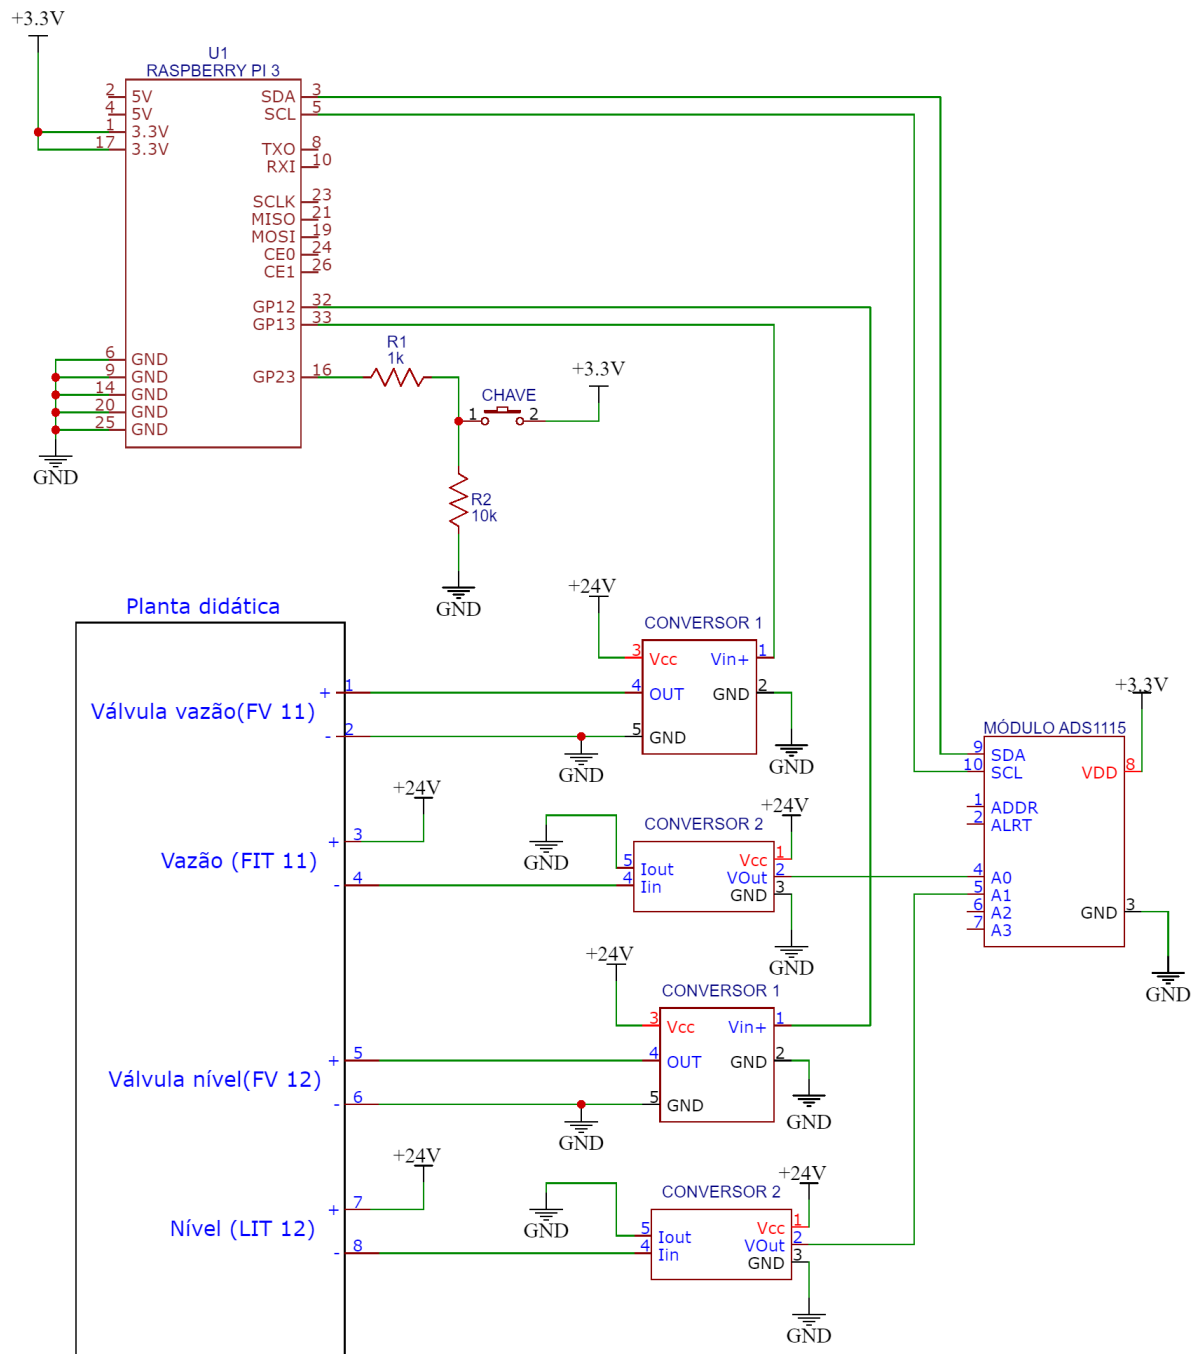 +3.3V
U1
RASPBERRY PI 3
2 5V SDA 3
4 5V SCL 5
1 3.3V
17 3.3V TXO 8
RXI 10
SCLK 23
MISO 21
MOSI 19
CE0 24
CE1 26
GP12 32
GP13 33
6 GND
9 GND GP23 16
14 GND
20 GND
25 GND
GND
R1
1k
CHAVE
1 2
+3.3V
R2
10k
GND
Planta didática
+ 1
Válvula vazão(FV 11)
- 2
+24V
CONVERSOR 1
3 Vcc Vin+ 1
4 OUT GND 2
5 GND
GND
GND
+24V
+ 3
Vazão (FIT 11)
- 4
GND
CONVERSOR 2
+24V
5 Iout Vcc 1
4 Iin VOut 2
GND 3
GND
+3.3V
MÓDULO ADS1115
9 SDA
10 SCL VDD 8
1 ADDR
2 ALRT
4 A0
5 A1
6 A2 GND 3
7 A3
GND
+24V
CONVERSOR 1
3 Vcc Vin+ 1
4 OUT GND 2
5 GND
GND
GND
+ 5
Válvula nível(FV 12)
- 6
+24V
+ 7
Nível (LIT 12)
- 8
GND
CONVERSOR 2
+24V
5 Iout Vcc 1
4 Iin VOut 2
GND 3
GND